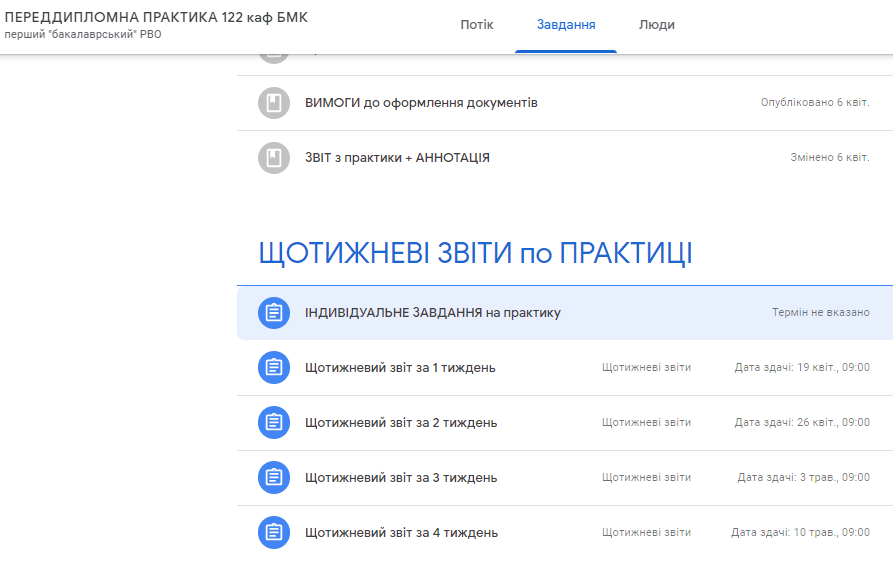 ПЕРЕДДИПЛОМНА ПРАКТИКА 122 каф БМК
перший "бакалаврський" РВО
Потік Завдання Люди
ВИМОГИ до оформлення документів Опубліковано 6 квіт.
ЗВІТ з практики + АННОТАЦІЯ Змінено 6 квіт.
ЩОТИЖНЕВІ ЗВІТИ по ПРАКТИЦІ
ІНДИВІДУАЛЬНЕ ЗАВДАННЯ на практику Термін не вказано
Щотижневий звіт за 1 тиждень Щотижневі звіти Дата здачі: 19 квіт., 09:00
Щотижневий звіт за 2 тиждень Щотижневі звіти Дата здачі: 26 квіт., 09:00
Щотижневий звіт за 3 тиждень Щотижневі звіти Дата здачі: 3 трав., 09:00
Щотижневий звіт за 4 тиждень Щотижневі звіти Дата здачі: 10 трав., 09:00